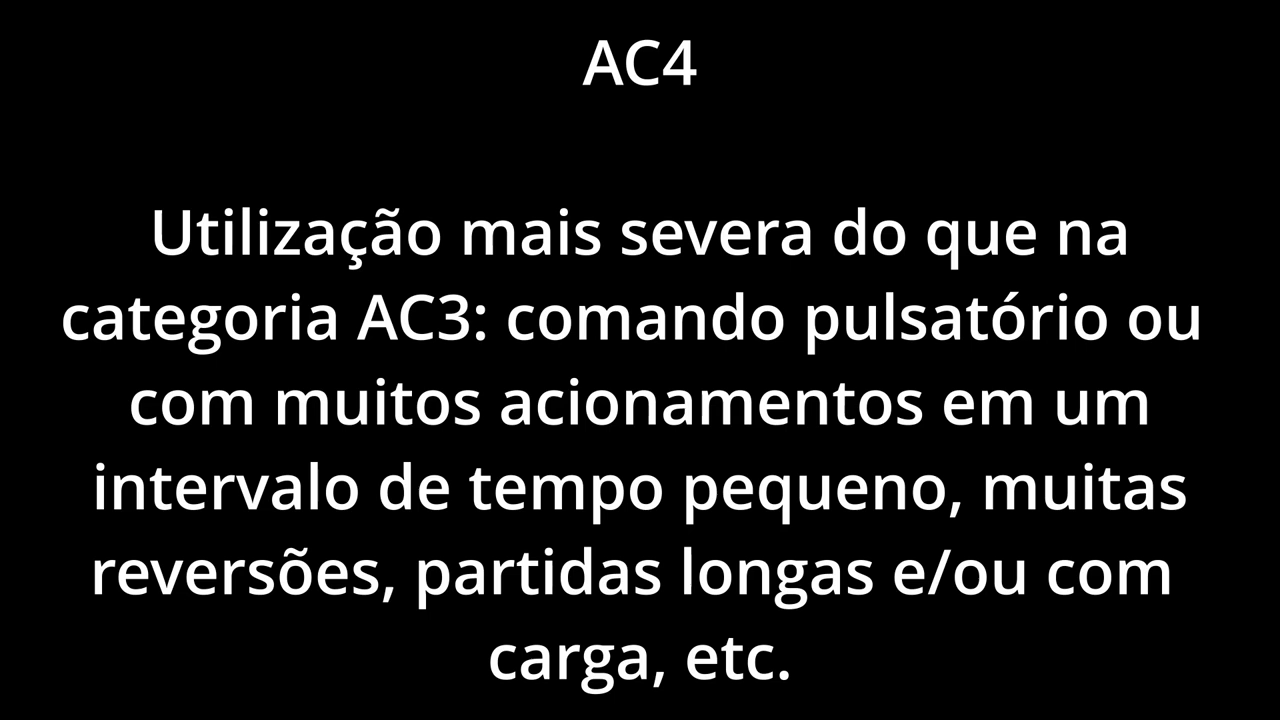 AC4
Utilização mais severa do que na
categoria AC3: comando pulsatório ou
com muitos acionamentos em um
intervalo de tempo pequeno, muitas
reversões, partidas longas e/ou com
carga, etc.